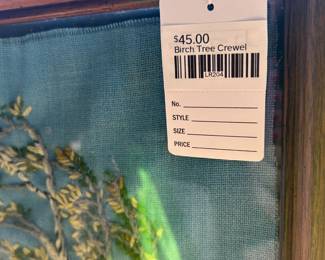 $45.00
Birch Tree Crewel
LR204
No.
STYLE
SIZE
PRICE